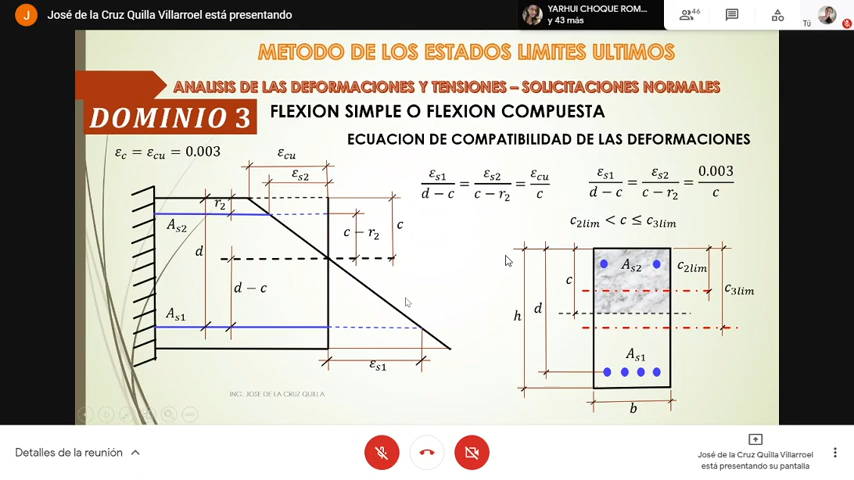 J José de la Cruz Quilla Villarroel está presentando
YARHUI CHOQUE ROM...
y 43 más
46
Tú
METODO DE LOS ESTADOS LIMITES ULTIMOS
ANALISIS DE LAS DEFORMACIONES Y TENSIONES – SOLICITACIONES NORMALES
DOMINIO 3
FLEXION SIMPLE O FLEXION COMPUESTA
ECUACION DE COMPATIBILIDAD DE LAS DEFORMACIONES
εc = εcu = 0.003
εcu
εs2
εs1/(d − c) = εs2/(c − r2) = εcu/c
εs1/(d − c) = εs2/(c − r2) = 0.003/c
c2lim < c ≤ c3lim
r2
As2
c − r2
c
d
d − c
As1
εs1
As2
c2lim
c
d
c3lim
h
As1
b
ING. JOSE DE LA CRUZ QUILLA
Detalles de la reunión
José de la Cruz Quilla Villarroel
está presentando su pantalla